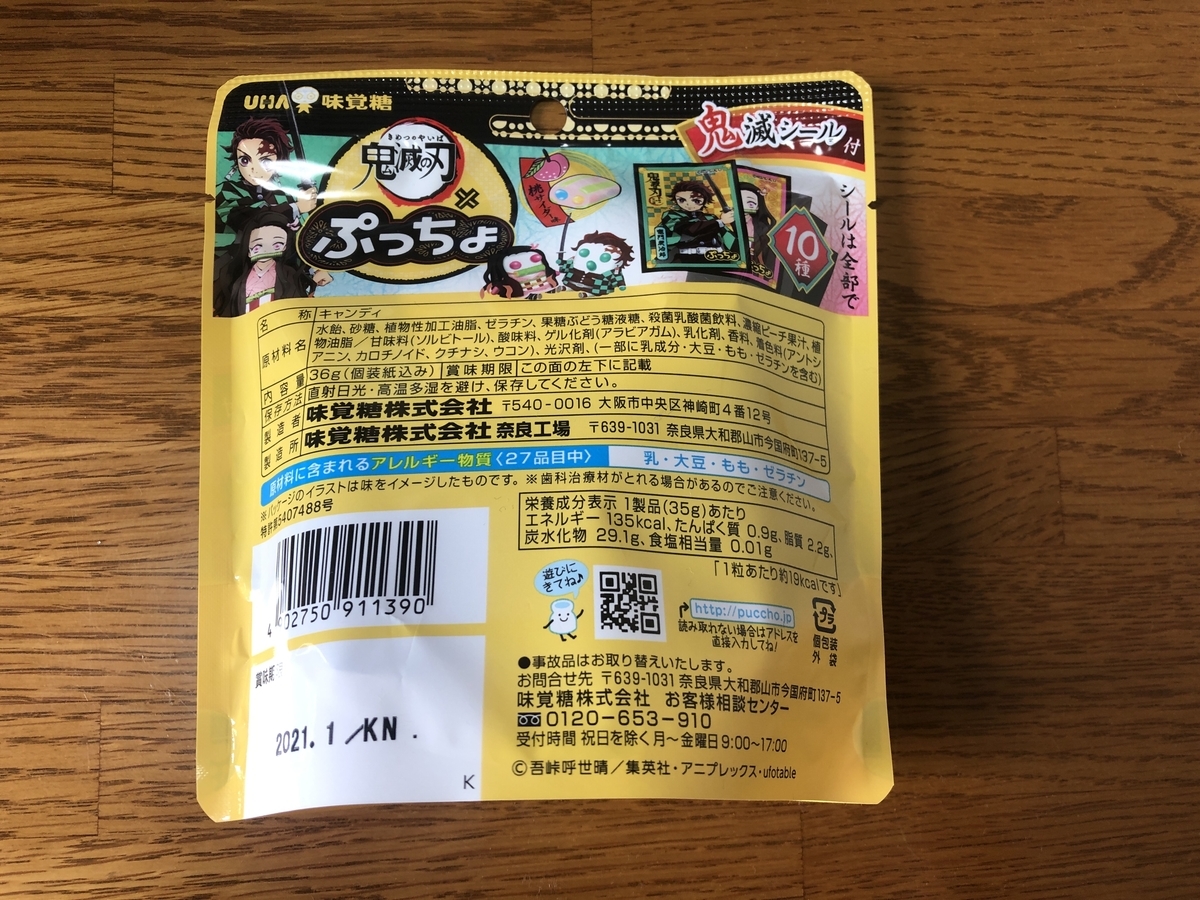 UHA 味覚糖
きめつのやいば
鬼滅の刃
×
ぷっちょ
桃サイダー味
鬼滅シール付
シールは全部で
10種
鬼滅の刃
ぷっちょ
名称 キャンディ
原材料名 水飴、砂糖、植物性加工油脂、ゼラチン、果糖ぶどう糖液糖、殺菌乳酸菌飲料、濃縮ピーチ果汁、植
物油脂／甘味料(ソルビトール)、酸味料、ゲル化剤(アラビアガム)、乳化剤、香料、着色料(アントシ
アニン、カロチノイド、クチナシ、ウコン)、光沢剤、(一部に乳成分・大豆・もも・ゼラチンを含む)
内容量 36g(個装紙込み) 賞味期限 この面の左下に記載
保存方法 直射日光・高温多湿を避け、保存してください。
製造者 味覚糖株式会社 〒540-0016 大阪市中央区神崎町4番12号
製造所 味覚糖株式会社 奈良工場 〒639-1031 奈良県大和郡山市今国府町137-5
原材料に含まれるアレルギー物質〈27品目中〉 乳・大豆・もも・ゼラチン
※パッケージのイラストは味をイメージしたものです。※歯科治療材がとれる場合があるのでご注意ください。
特許第5407488号
栄養成分表示 1製品(35g)あたり
エネルギー 135kcal、たんぱく質 0.9g、脂質 2.2g、
炭水化物 29.1g、食塩相当量 0.01g
「1粒あたり約19kcalです」
遊びに
きてね♪
http://puccho.jp
読み取れない場合はアドレスを
直接入力してね!
プラ
個包装
外袋
4 902750 911390
賞味期
2021.1/KN.
K
●事故品はお取り替えいたします。
お問合せ先 〒639-1031 奈良県大和郡山市今国府町137-5
味覚糖株式会社 お客様相談センター
0120-653-910
受付時間 祝日を除く月～金曜日9:00～17:00
©吾峠呼世晴／集英社・アニプレックス・ufotable